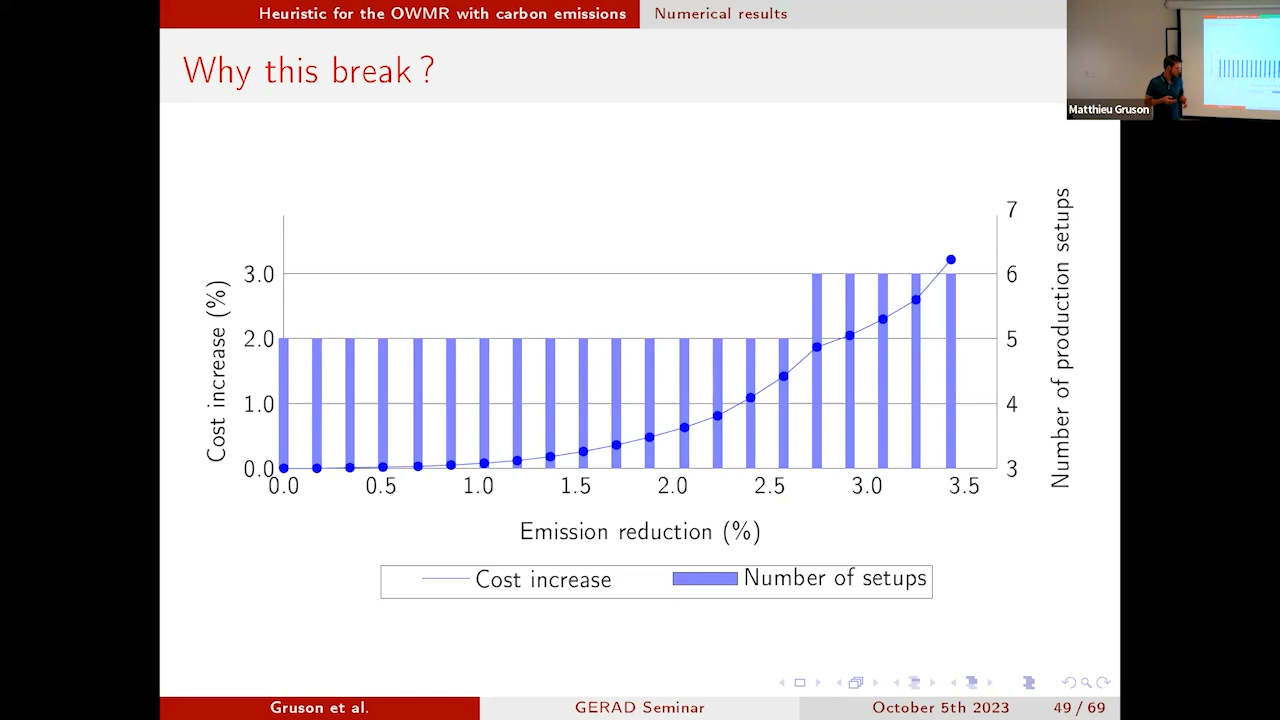 Heuristic for the OWMR with carbon emissions
Numerical results
Why this break ?
Matthieu Gruson
Cost increase (%)
3.0
2.0
1.0
0.0
7
6
5
4
3
Number of production setups
0.0 0.5 1.0 1.5 2.0 2.5 3.0 3.5
Emission reduction (%)
Cost increase
Number of setups
Gruson et al.
GERAD Seminar
October 5th 2023
49 / 69